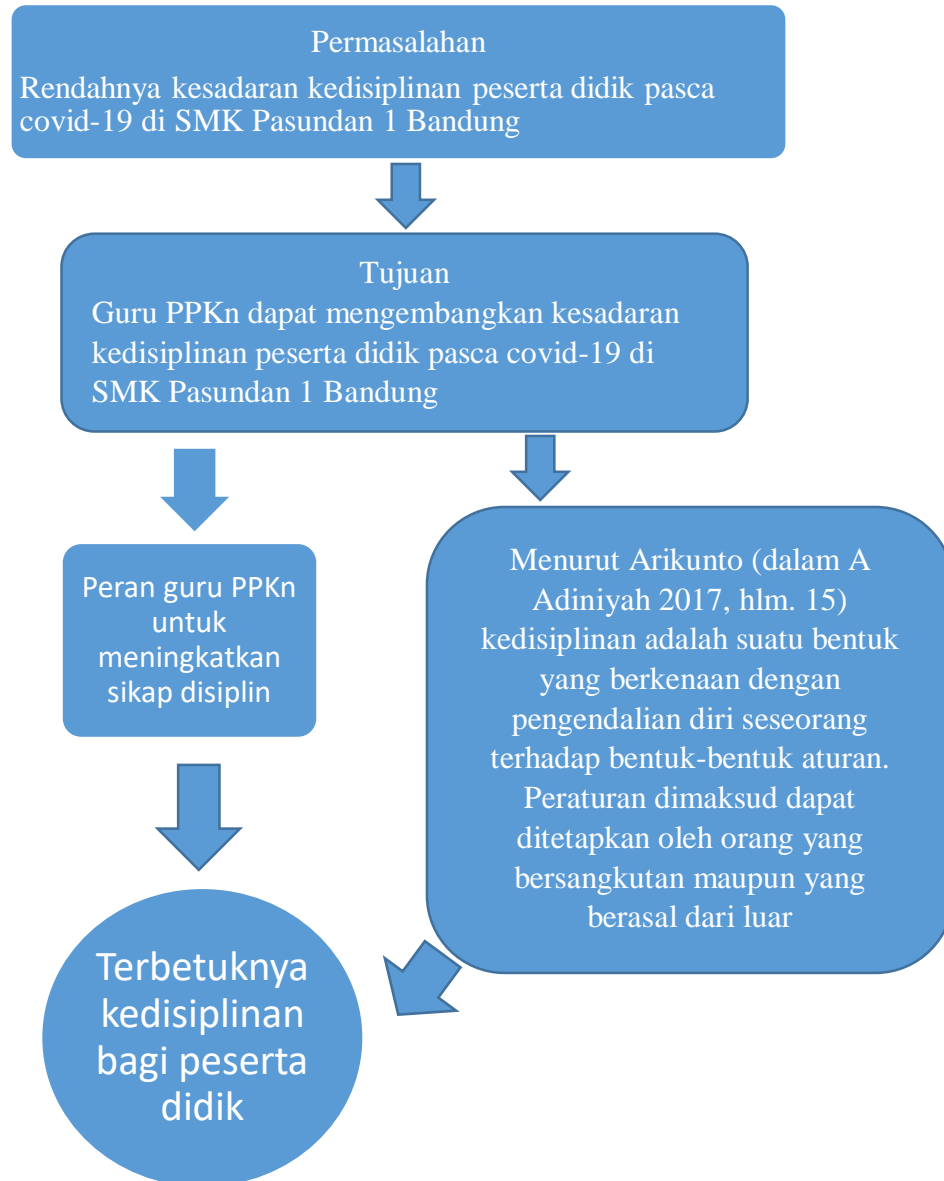 Permasalahan
Rendahnya kesadaran kedisiplinan peserta didik pasca
covid-19 di SMK Pasundan 1 Bandung
Tujuan
Guru PPKn dapat mengembangkan kesadaran
kedisiplinan peserta didik pasca covid-19 di
SMK Pasundan 1 Bandung
Peran guru PPKn
untuk
meningkatkan
sikap disiplin
Menurut Arikunto (dalam A
Adiniyah 2017, hlm. 15)
kedisiplinan adalah suatu bentuk
yang berkenaan dengan
pengendalian diri seseorang
terhadap bentuk-bentuk aturan.
Peraturan dimaksud dapat
ditetapkan oleh orang yang
bersangkutan maupun yang
berasal dari luar
Terbetuknya
kedisiplinan
bagi peserta
didik